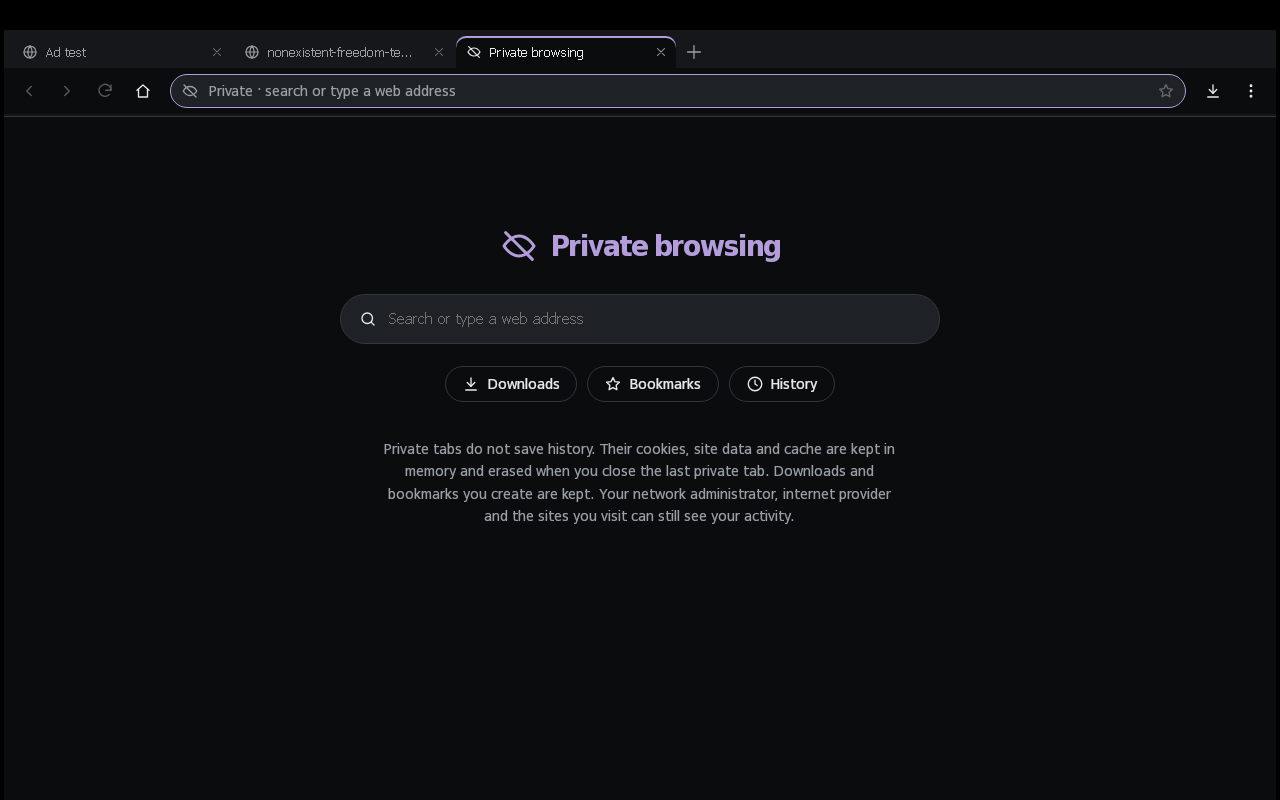 Ad test
nonexistent-freedom-te...
Private browsing
Private · search or type a web address
Private browsing
Search or type a web address
Downloads
Bookmarks
History
Private tabs do not save history. Their cookies, site data and cache are kept in
memory and erased when you close the last private tab. Downloads and
bookmarks you create are kept. Your network administrator, internet provider
and the sites you visit can still see your activity.